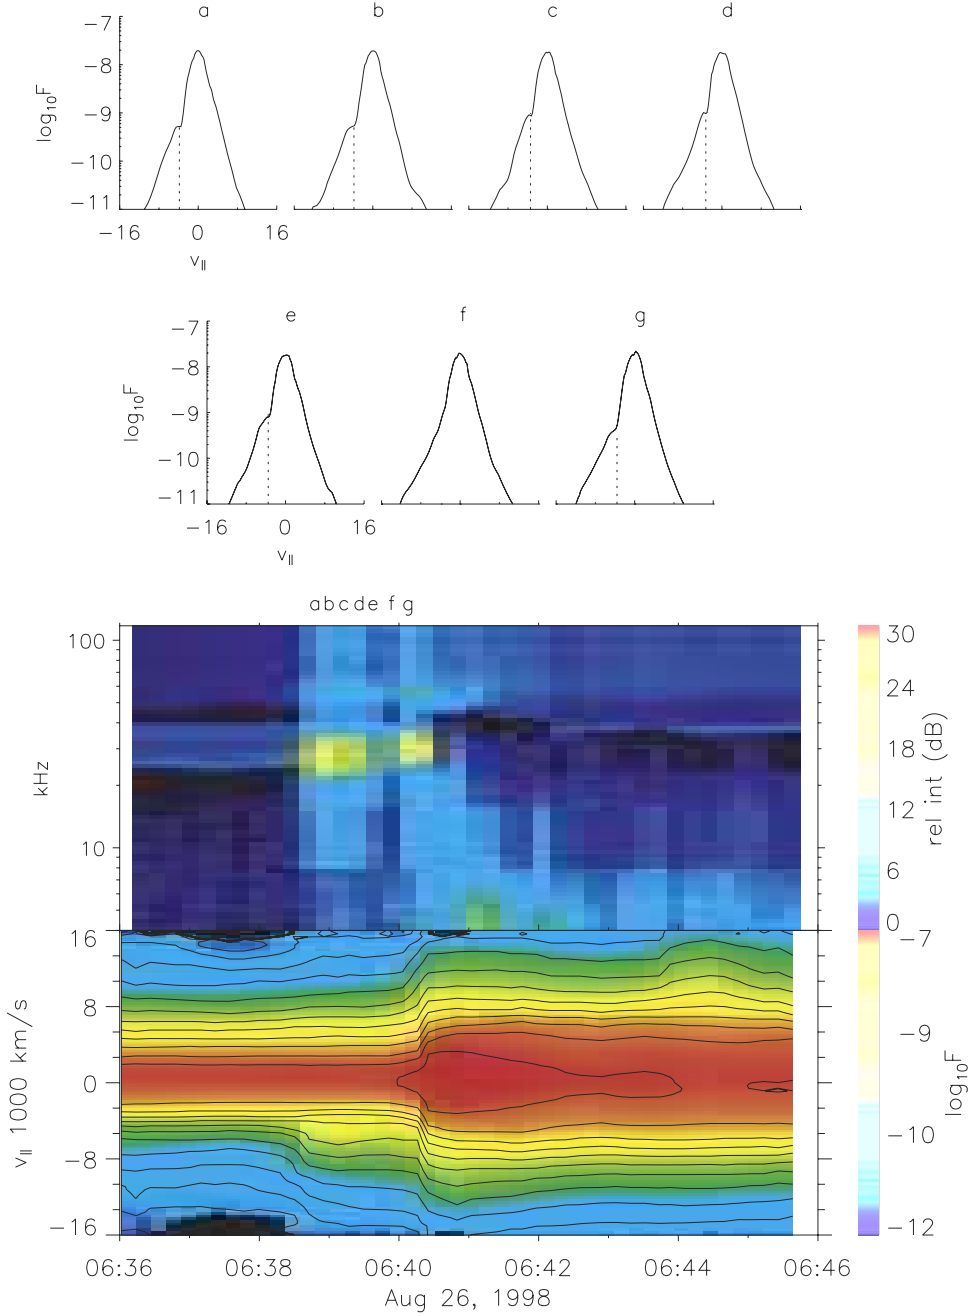 a b c d
−7
−8
−9
−10
−11
log₁₀F
−16 0 16
v∥
e f g
−7
−8
−9
−10
−11
log₁₀F
−16 0 16
v∥
abcde fg
100
10
kHz
30
24
18
12
6
0
rel int (dB)
16
8
0
−8
−16
v∥ 1000 km/s
−7
−9
−10
−12
log₁₀F
06:36 06:38 06:40 06:42 06:44 06:46
Aug 26, 1998